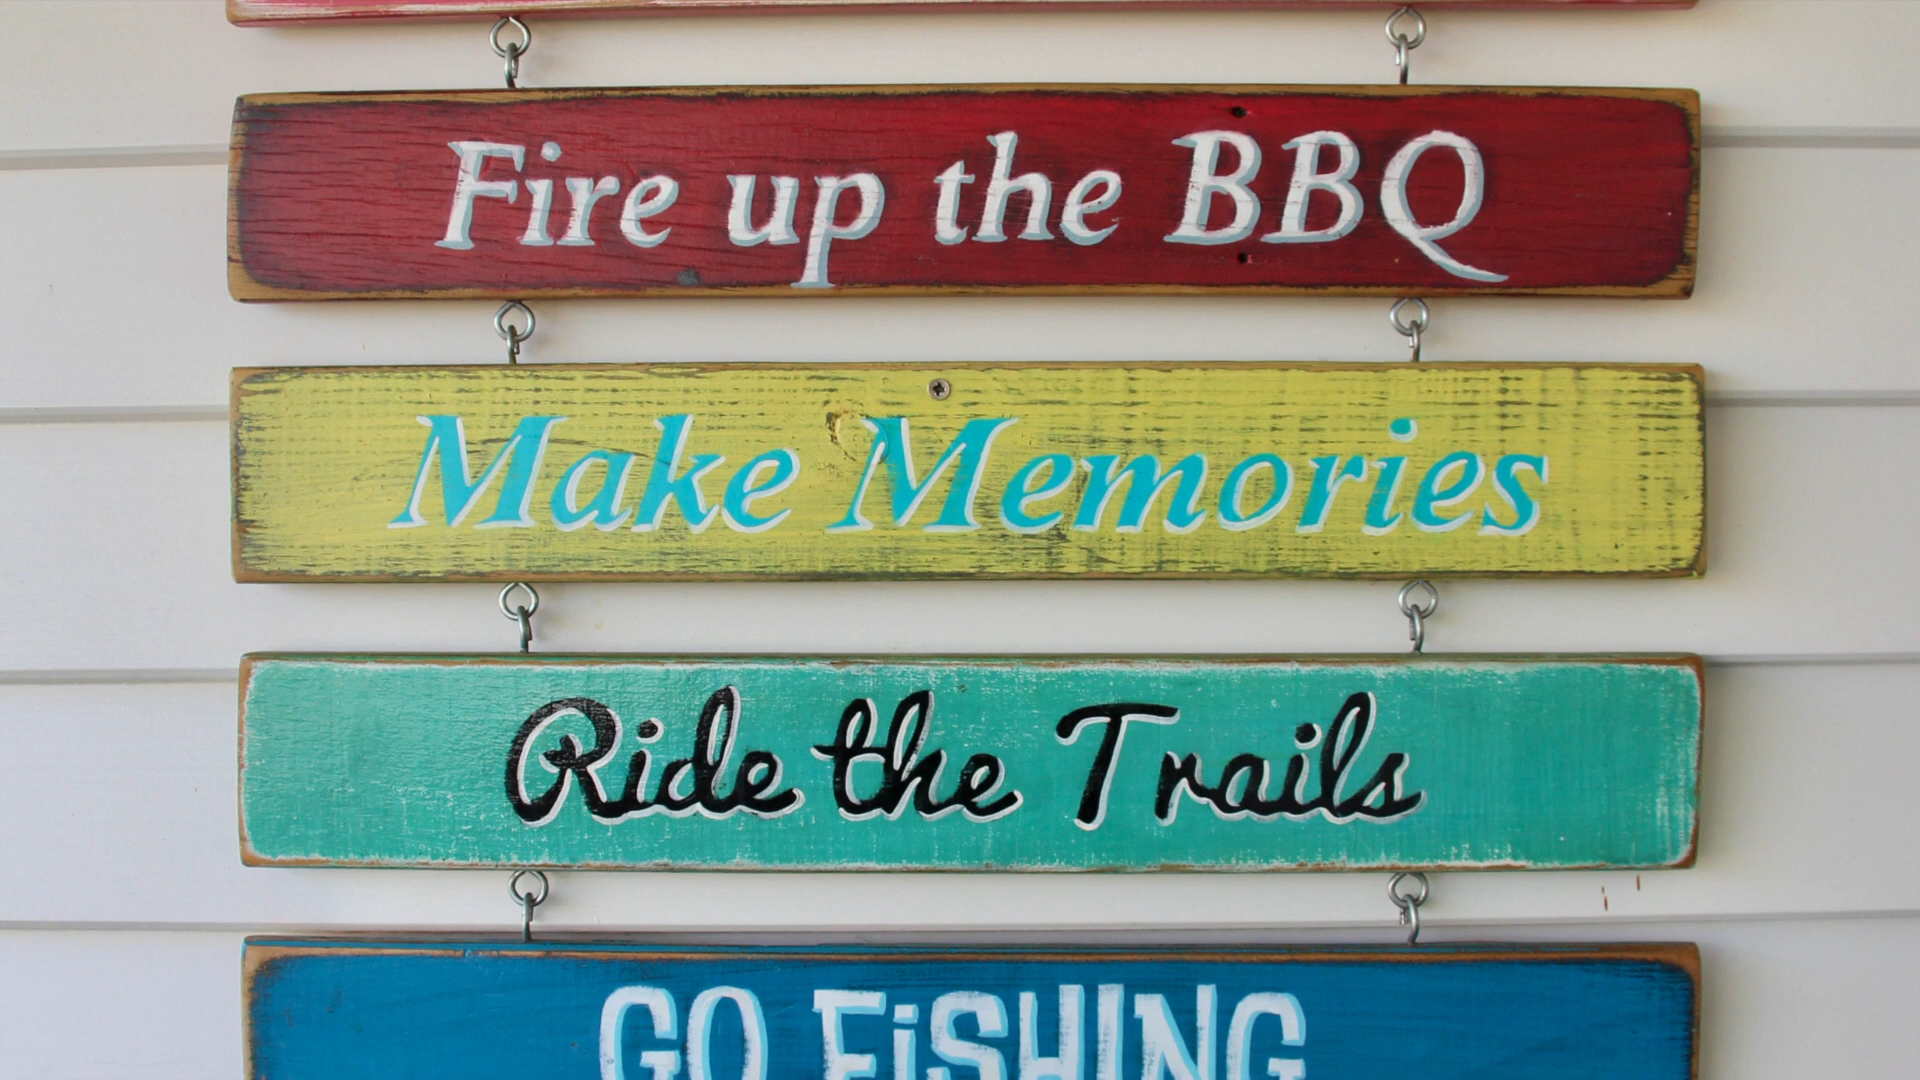 Fire up the BBQ
Make Memories
Ride the Trails
GO FiSHING